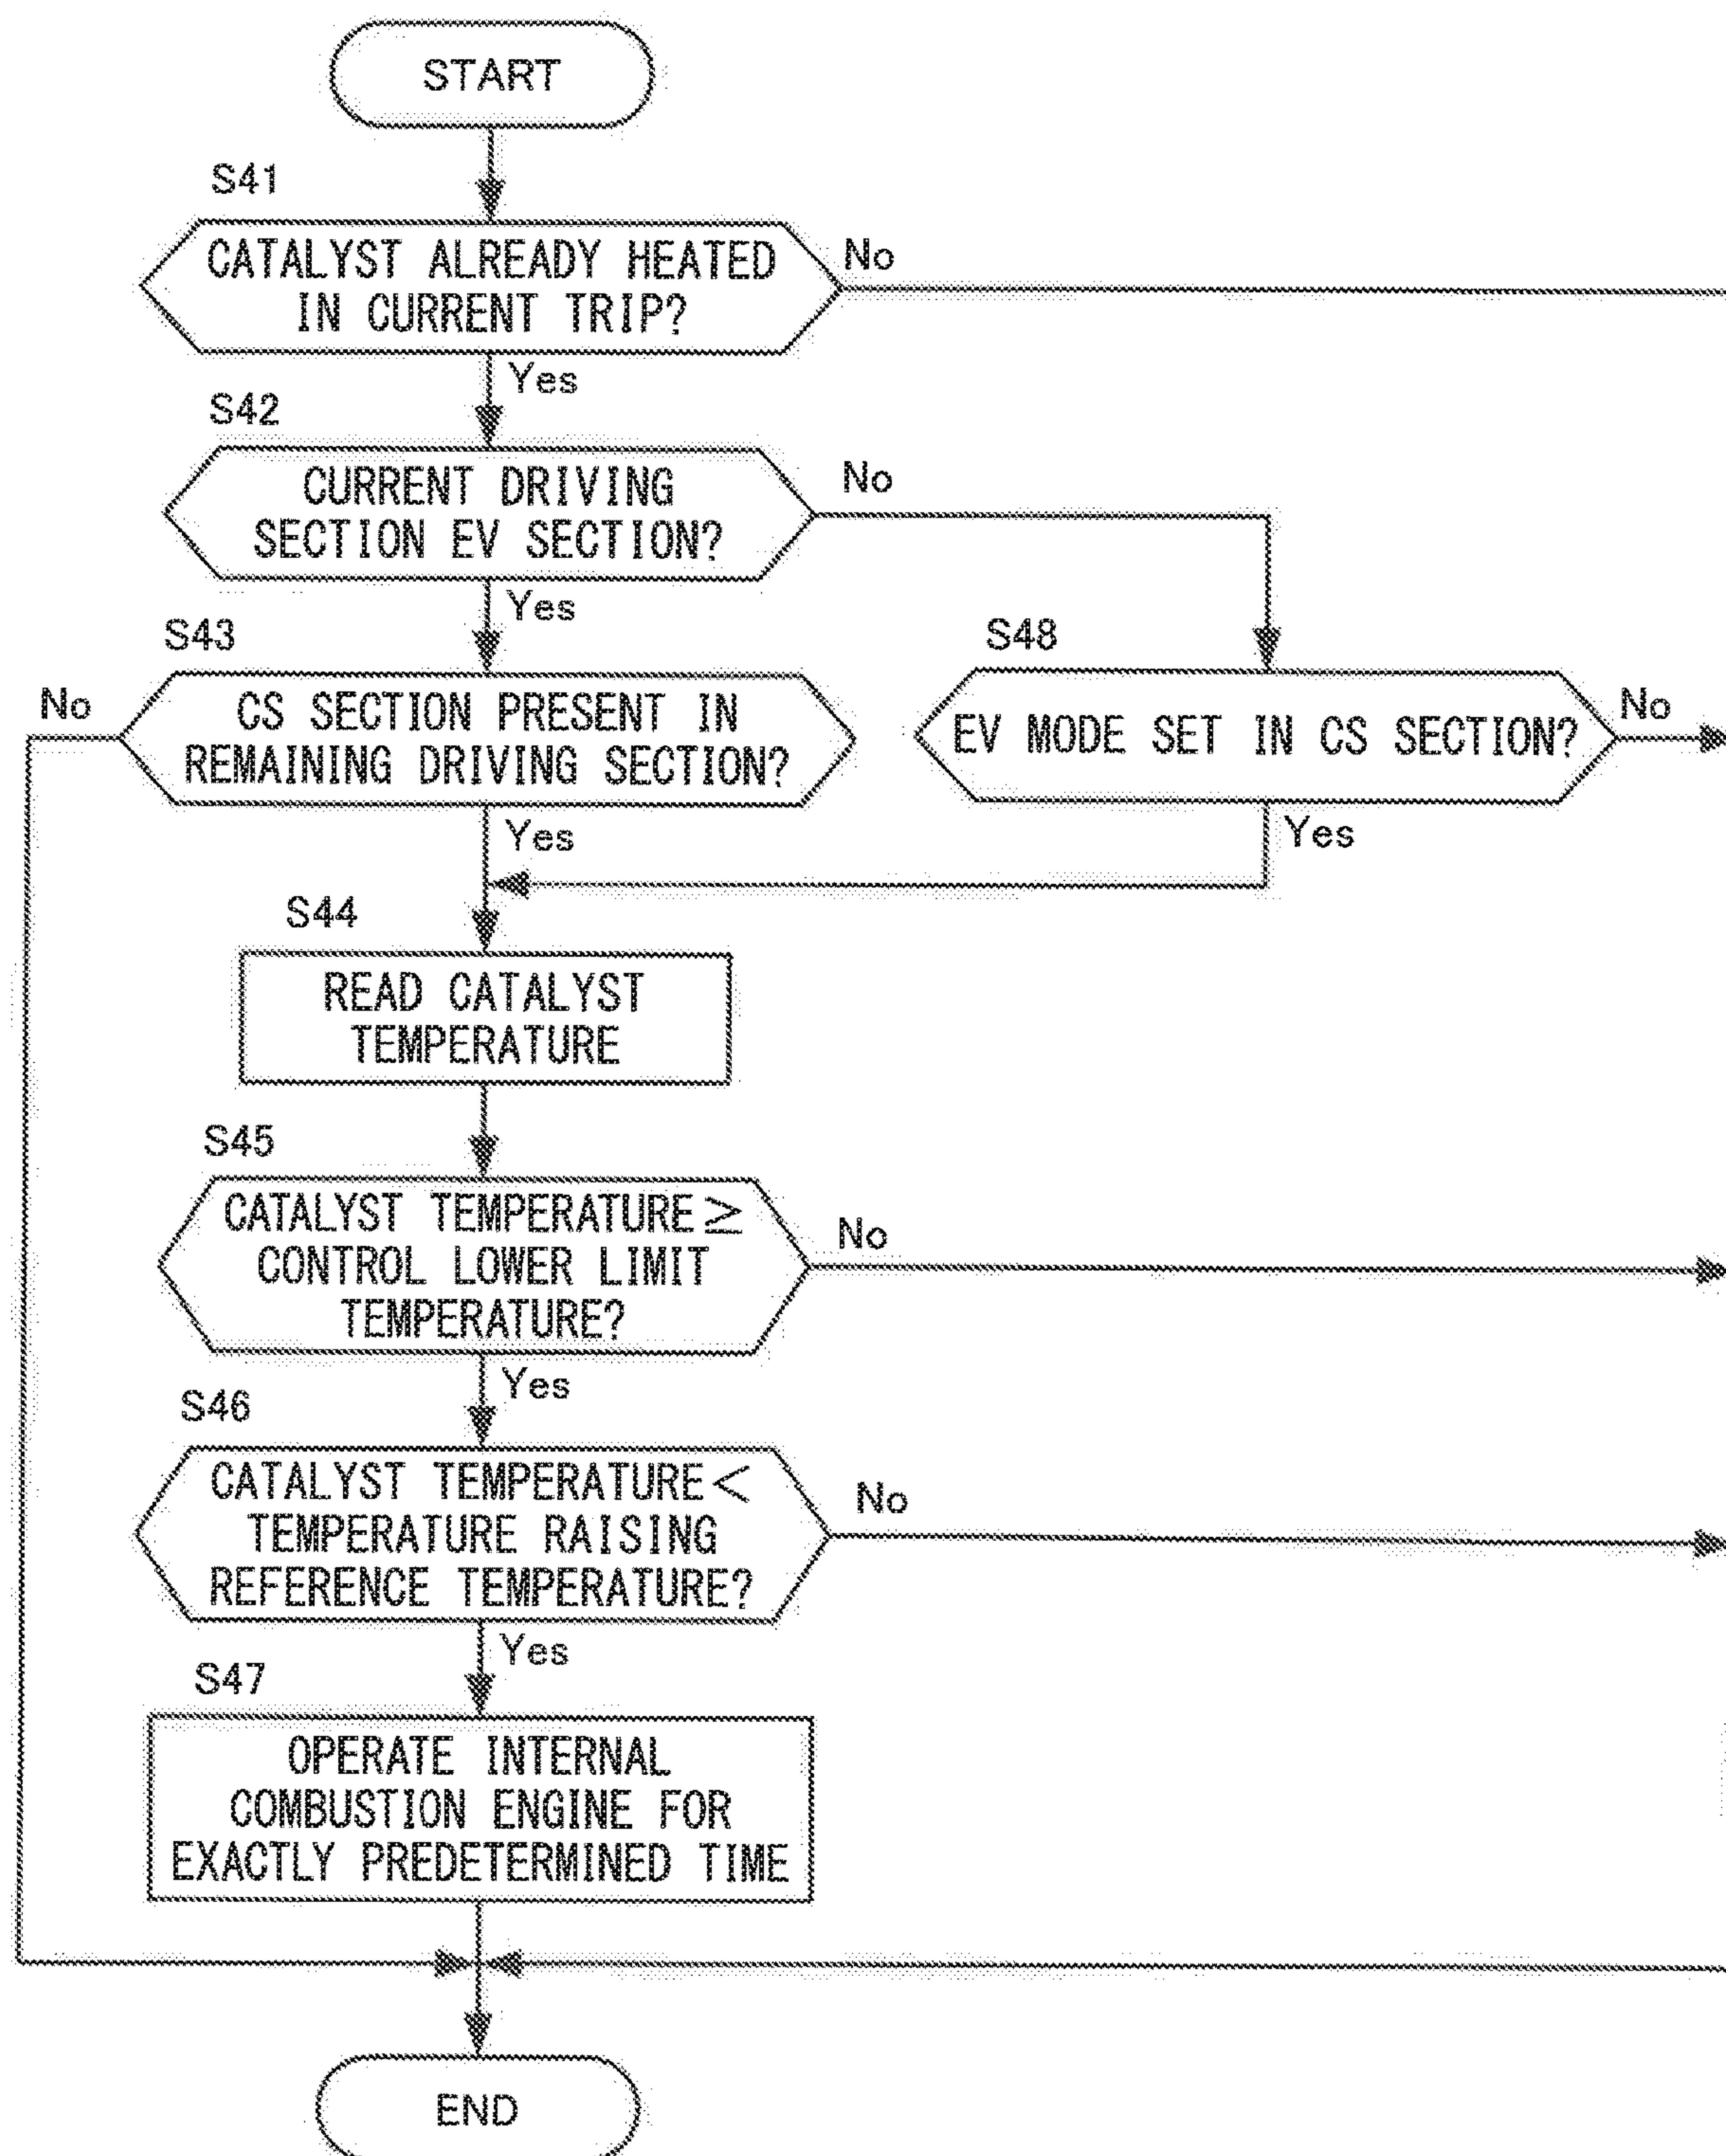 START
S41
CATALYST ALREADY HEATED
IN CURRENT TRIP?
No
Yes
S42
CURRENT DRIVING
SECTION EV SECTION?
No
Yes
S43
CS SECTION PRESENT IN
REMAINING DRIVING SECTION?
No
Yes
S48
EV MODE SET IN CS SECTION?
No
Yes
S44
READ CATALYST
TEMPERATURE
S45
CATALYST TEMPERATURE ≧
CONTROL LOWER LIMIT
TEMPERATURE?
No
Yes
S46
CATALYST TEMPERATURE <
TEMPERATURE RAISING
REFERENCE TEMPERATURE?
No
Yes
S47
OPERATE INTERNAL
COMBUSTION ENGINE FOR
EXACTLY PREDETERMINED TIME
END